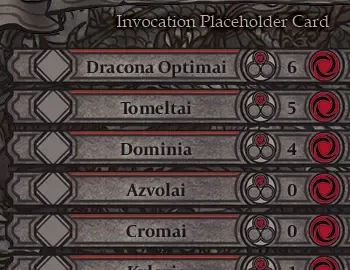 Invocation Placeholder Card
Dracona Optimai 6
Tomeltai 5
Dominia 4
Azvolai 0
Cromai 0